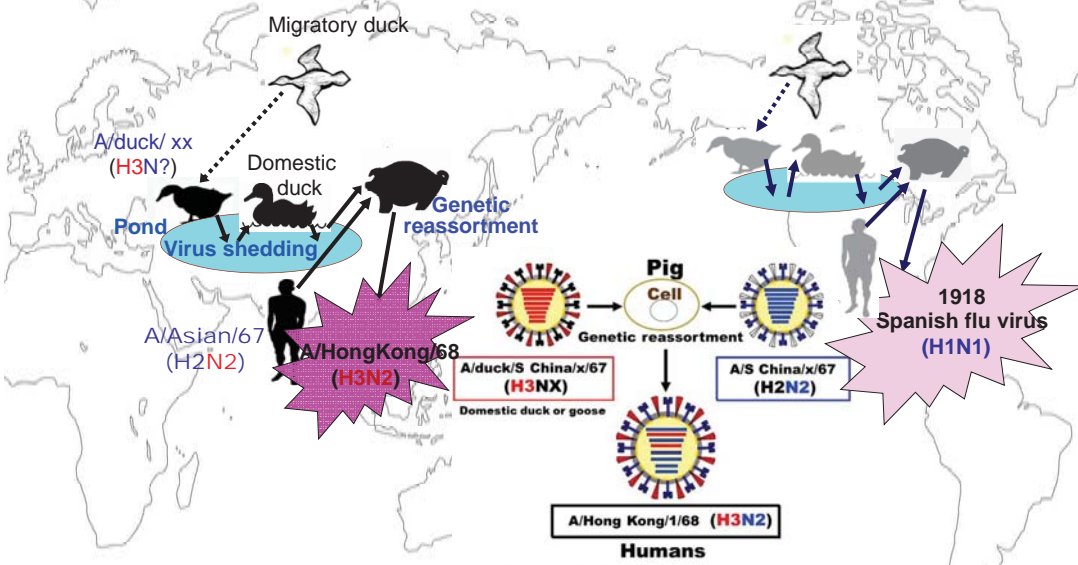 Migratory duck
A/duck/ xx
(H3N?)
Domestic
duck
Pond
Virus shedding
Genetic
reassortment
A/Asian/67
(H2N2)
A/HongKong/68
(H3N2)
Pig
Cell
Genetic reassortment
A/duck/S China/x/67
(H3NX)
Domestic duck or goose
A/S China/x/67
(H2N2)
A/Hong Kong/1/68 (H3N2)
Humans
1918
Spanish flu virus
(H1N1)